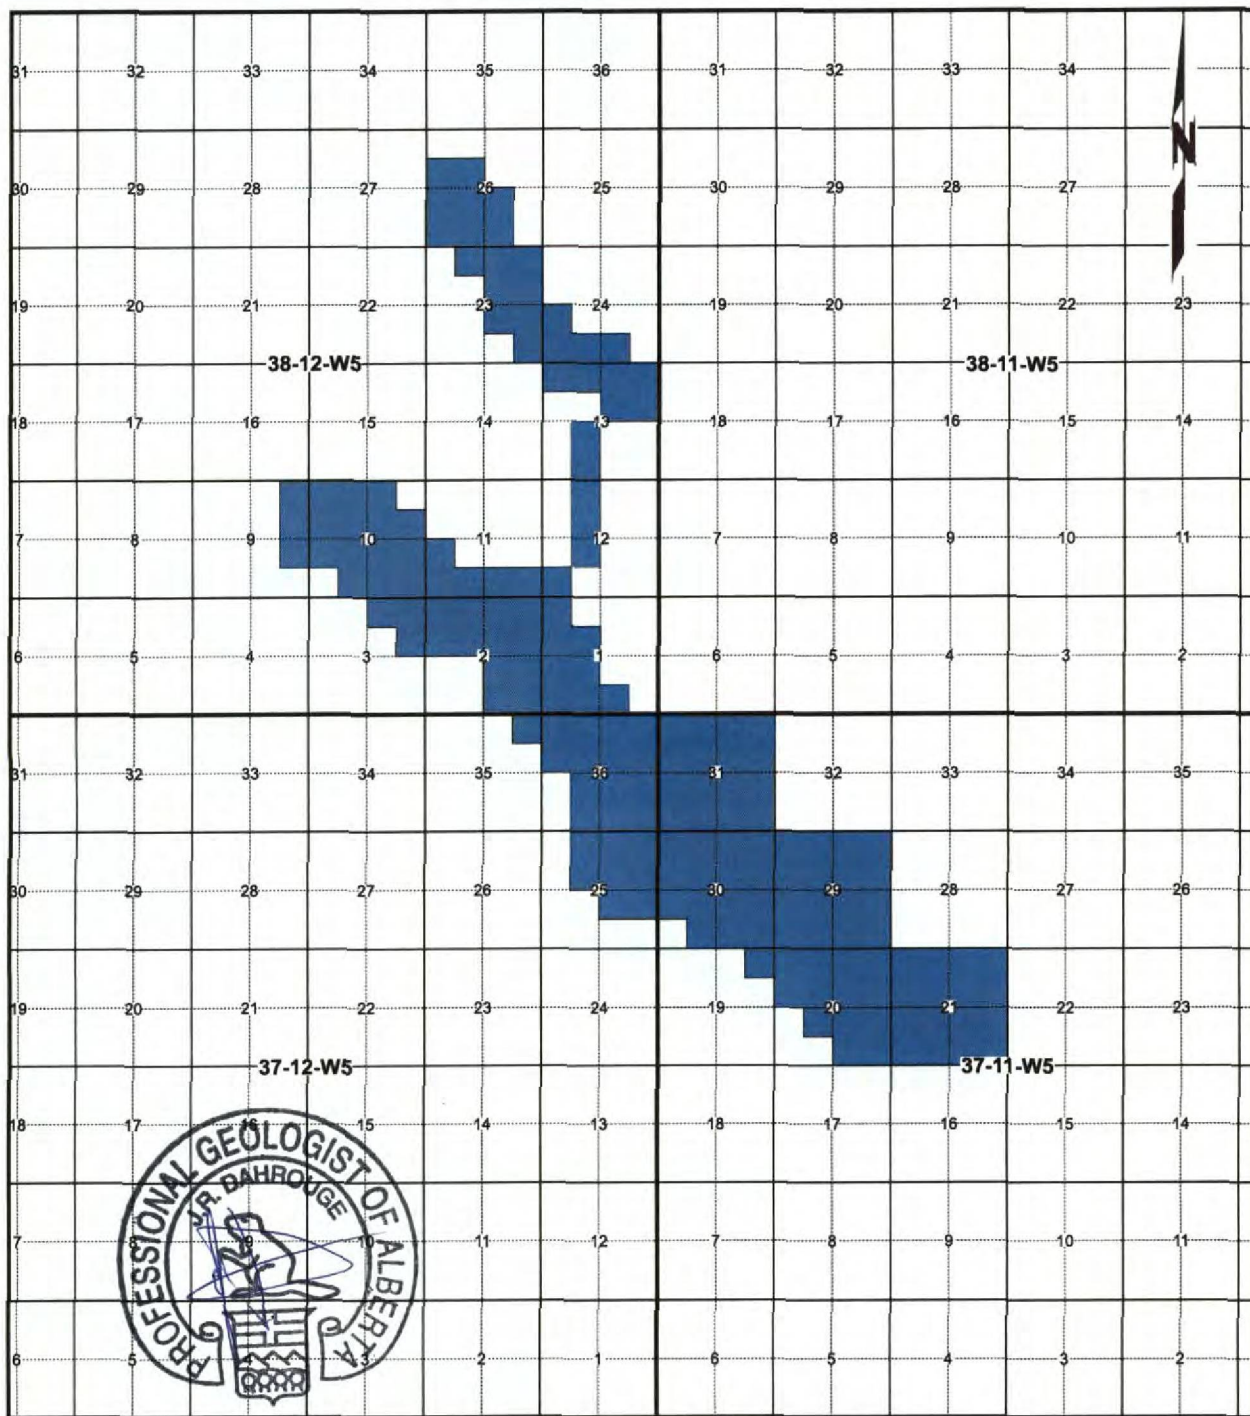 31 32 33 34 35 36 31 32 33 34
N
30 29 28 27 26 25 30 29 28 27
19 20 21 22 23 24 19 20 21 22 23
38-12-W5 38-11-W5
18 17 16 15 14 13 18 17 16 15 14
7 8 9 10 11 12 7 8 9 10 11
6 5 4 3 2 1 6 5 4 3 2
31 32 33 34 35 36 31 32 33 34 35
30 29 28 27 26 25 30 29 28 27 26
19 20 21 22 23 24 19 20 21 22 23
37-12-W5 37-11-W5
18 17 16 15 14 13 18 17 16 15 14
PROFESSIONAL GEOLOGIST OF ALBERTA
J.R. DAHROUGE
7 8 9 10 11 12 7 8 9 10 11
6 5 4 3 2 1 6 5 4 3 2